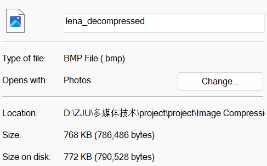 lena_decompressed
Type of file: BMP File (.bmp)
Opens with: Photos Change...
Location: D:\ZJU\多媒体技术\project\project\Image Compressi
Size: 768 KB (786,486 bytes)
Size on disk: 772 KB (790,528 bytes)